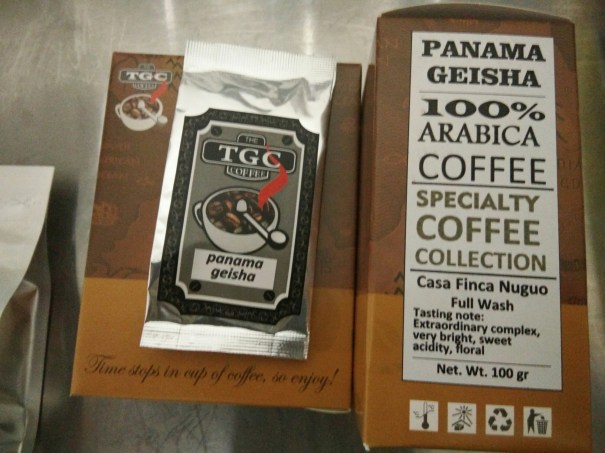 TGC
THE
TGC
COFFEE
panama
geisha
Time stops in cup of coffee, so enjoy!
PANAMA
GEISHA
100%
ARABICA
COFFEE
SPECIALTY
COFFEE
COLLECTION
Casa Finca Nuguo
Full Wash
Tasting note:
Extraordinary complex,
very bright, sweet
acidity, floral
Net. Wt. 100 gr